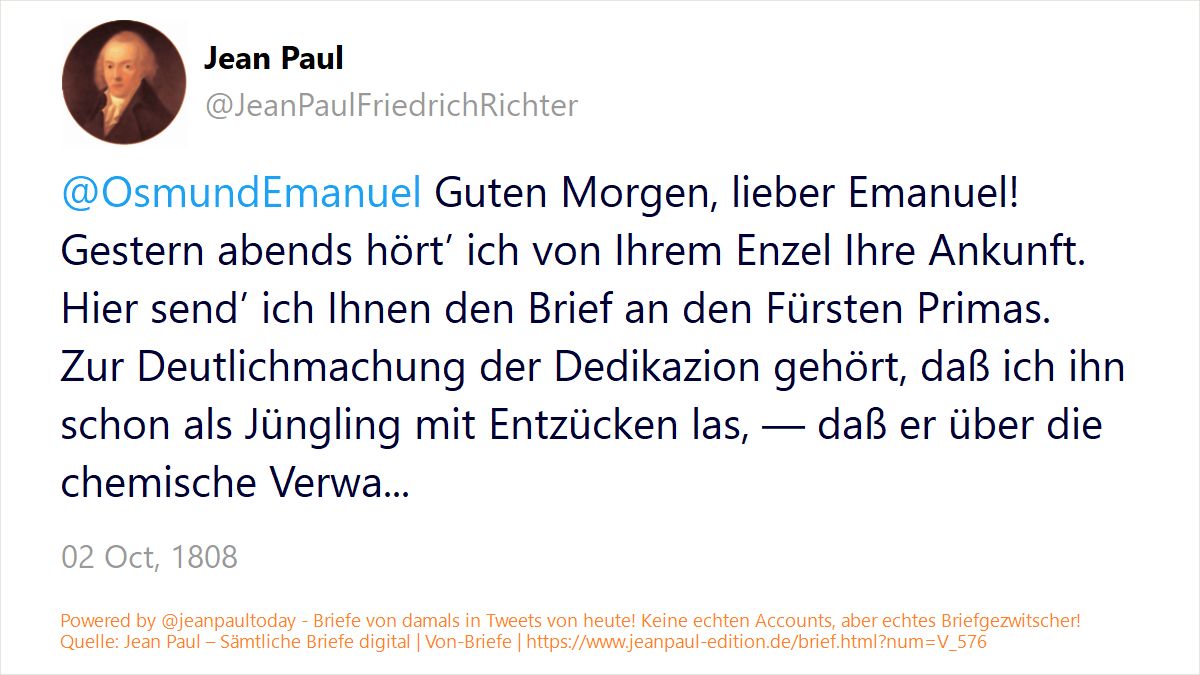 Jean Paul
@JeanPaulFriedrichRichter
@OsmundEmanuel Guten Morgen, lieber Emanuel!
Gestern abends hört’ ich von Ihrem Enzel Ihre Ankunft.
Hier send’ ich Ihnen den Brief an den Fürsten Primas.
Zur Deutlichmachung der Dedikazion gehört, daß ich ihn
schon als Jüngling mit Entzücken las, — daß er über die
chemische Verwa...
02 Oct, 1808
Powered by @jeanpaultoday - Briefe von damals in Tweets von heute! Keine echten Accounts, aber echtes Briefgezwitscher!
Quelle: Jean Paul – Sämtliche Briefe digital | Von-Briefe | https://www.jeanpaul-edition.de/brief.html?num=V_576